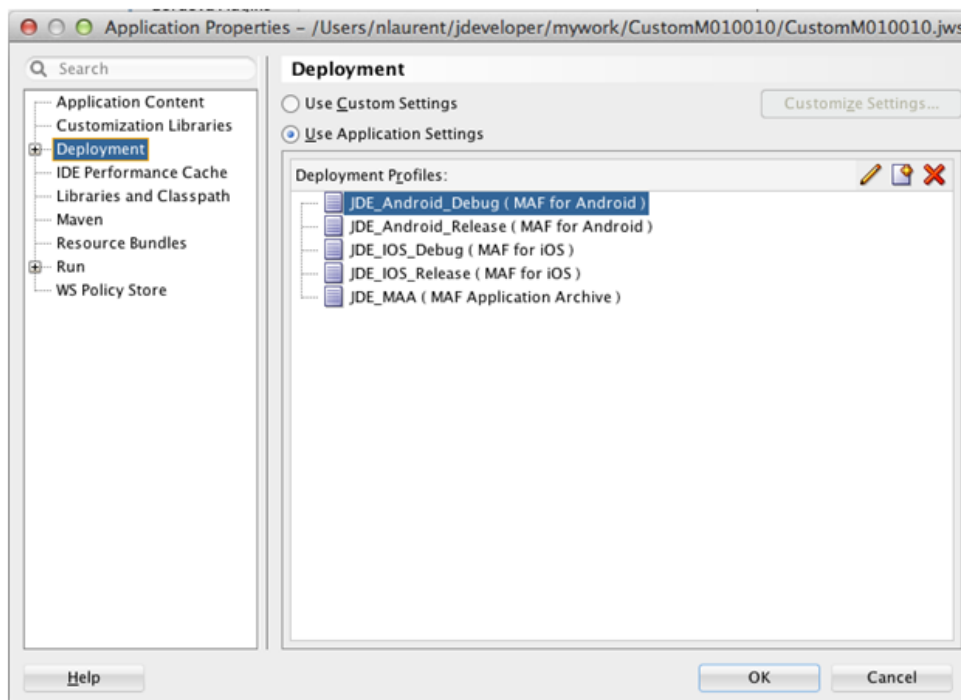 Application Properties – /Users/nlaurent/jdeveloper/mywork/CustomM010010/CustomM010010.jws
Search
Application Content
Customization Libraries
Deployment
IDE Performance Cache
Libraries and Classpath
Maven
Resource Bundles
Run
WS Policy Store
Deployment
Use Custom Settings
Customize Settings...
Use Application Settings
Deployment Profiles:
JDE_Android_Debug ( MAF for Android )
JDE_Android_Release ( MAF for Android )
JDE_IOS_Debug ( MAF for iOS )
JDE_IOS_Release ( MAF for iOS )
JDE_MAA ( MAF Application Archive )
Help
OK
Cancel